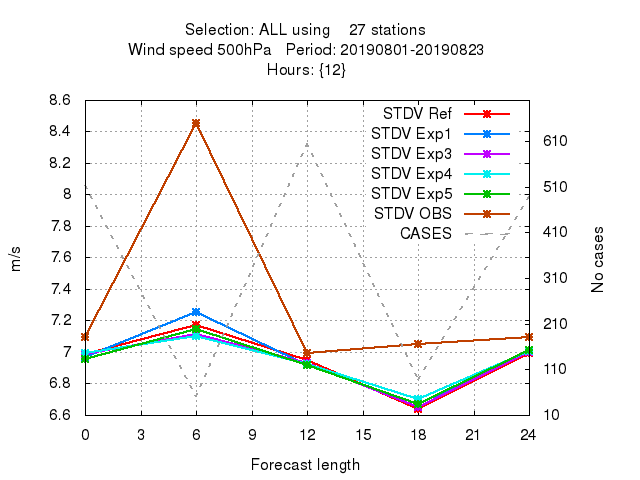 Selection: ALL using    27 stations
Wind speed 500hPa   Period: 20190801-20190823
Hours: {12}
STDV Ref
STDV Exp1
STDV Exp3
STDV Exp4
STDV Exp5
STDV OBS
CASES
8.6
8.4
8.2
8
7.8
7.6
7.4
7.2
7
6.8
6.6
610
510
410
310
210
110
10
0
3
6
9
12
15
18
21
24
m/s
No cases
Forecast length